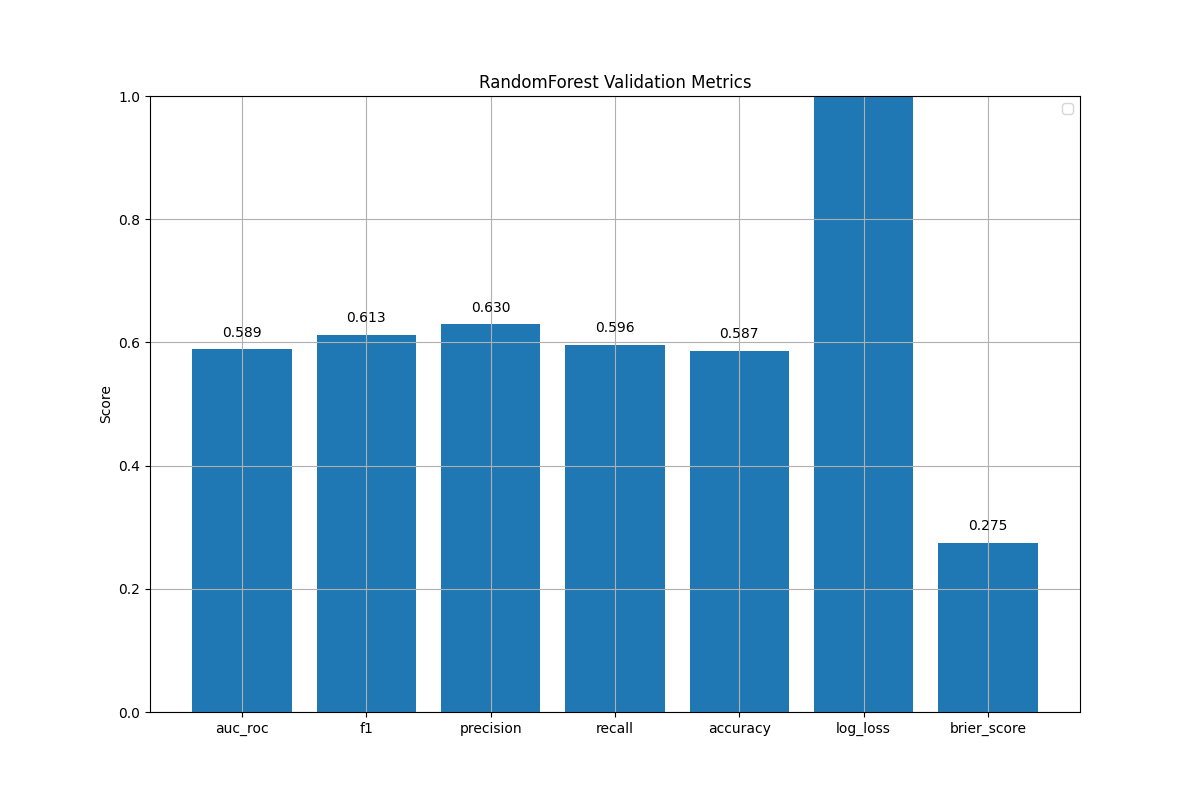 RandomForest Validation Metrics
1.0
0.8
0.6
0.4
0.2
0.0
Score
0.589
0.613
0.630
0.596
0.587
0.275
auc_roc
f1
precision
recall
accuracy
log_loss
brier_score